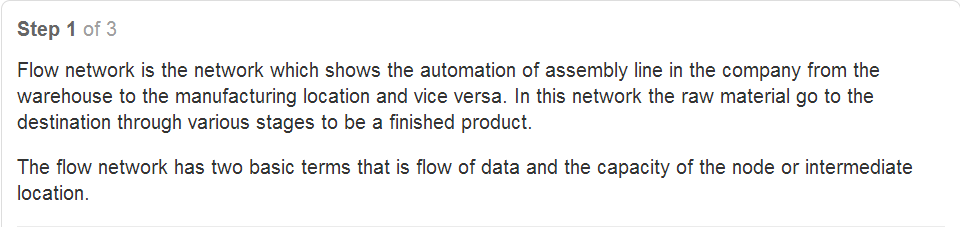 Step 1 of 3
Flow network is the network which shows the automation of assembly line in the company from the
warehouse to the manufacturing location and vice versa. In this network the raw material go to the
destination through various stages to be a finished product.
The flow network has two basic terms that is flow of data and the capacity of the node or intermediate
location.